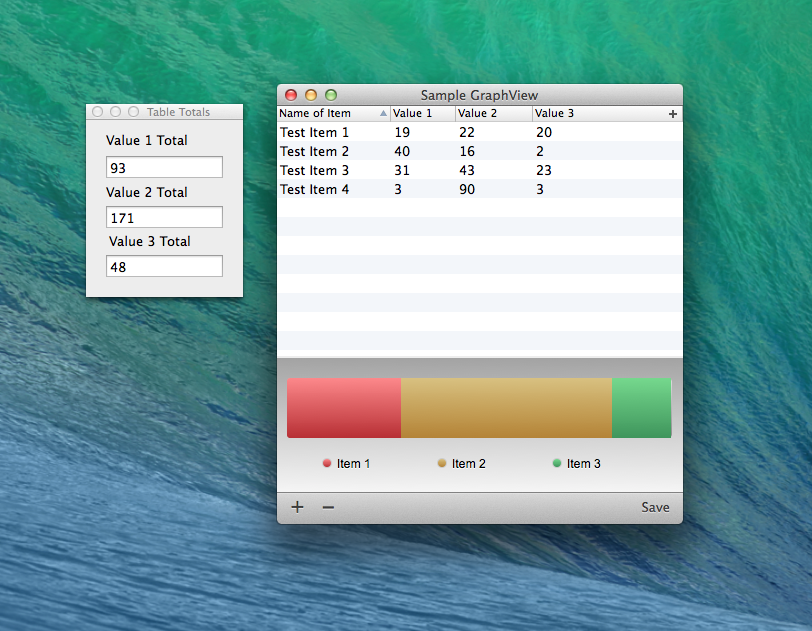 Table Totals
Value 1 Total
93
Value 2 Total
171
Value 3 Total
48
Sample GraphView
Name of Item Value 1 Value 2 Value 3 +
Test Item 1 19 22 20
Test Item 2 40 16 2
Test Item 3 31 43 23
Test Item 4 3 90 3
Item 1 Item 2 Item 3
+ − Save